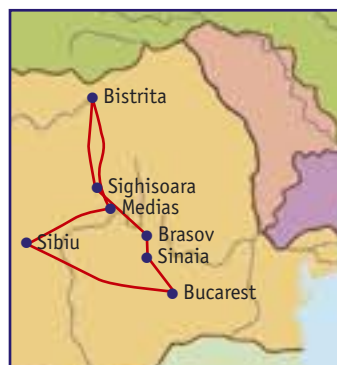 Bistrita
Sighisoara
Medias
Brasov
Sibiu
Sinaia
Bucarest